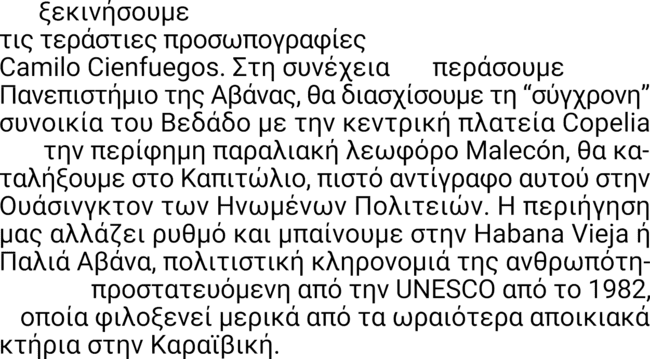 ξεκινήσουμε
τις τεράστιες προσωπογραφίες
Camilo Cienfuegos. Στη συνέχεια περάσουμε
Πανεπιστήμιο της Αβάνας, θα διασχίσουμε τη “σύγχρονη”
συνοικία του Βεδάδο με την κεντρική πλατεία Copelia
την περίφημη παραλιακή λεωφόρο Malecón, θα κα-
ταλήξουμε στο Καπιτώλιο, πιστό αντίγραφο αυτού στην
Ουάσινγκτον των Ηνωμένων Πολιτειών. Η περιήγηση
μας αλλάζει ρυθμό και μπαίνουμε στην Habana Vieja ή
Παλιά Αβάνα, πολιτιστική κληρονομιά της ανθρωπότη-
προστατευόμενη από την UNESCO από το 1982,
οποία φιλοξενεί μερικά από τα ωραιότερα αποικιακά
κτήρια στην Καραϊβική.